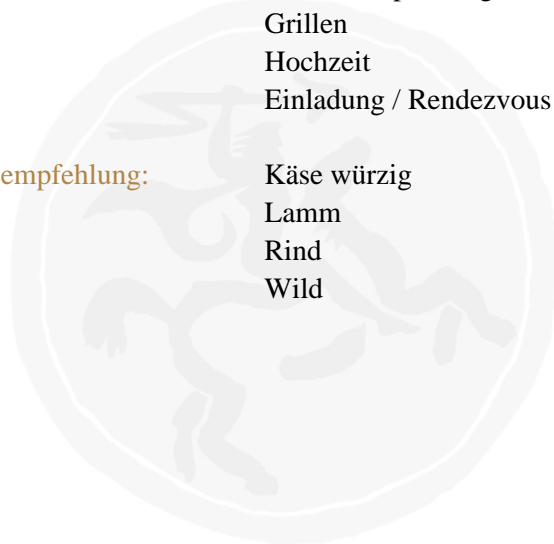 Grillen
Hochzeit
Einladung / Rendezvous
empfehlung: Käse würzig
Lamm
Rind
Wild